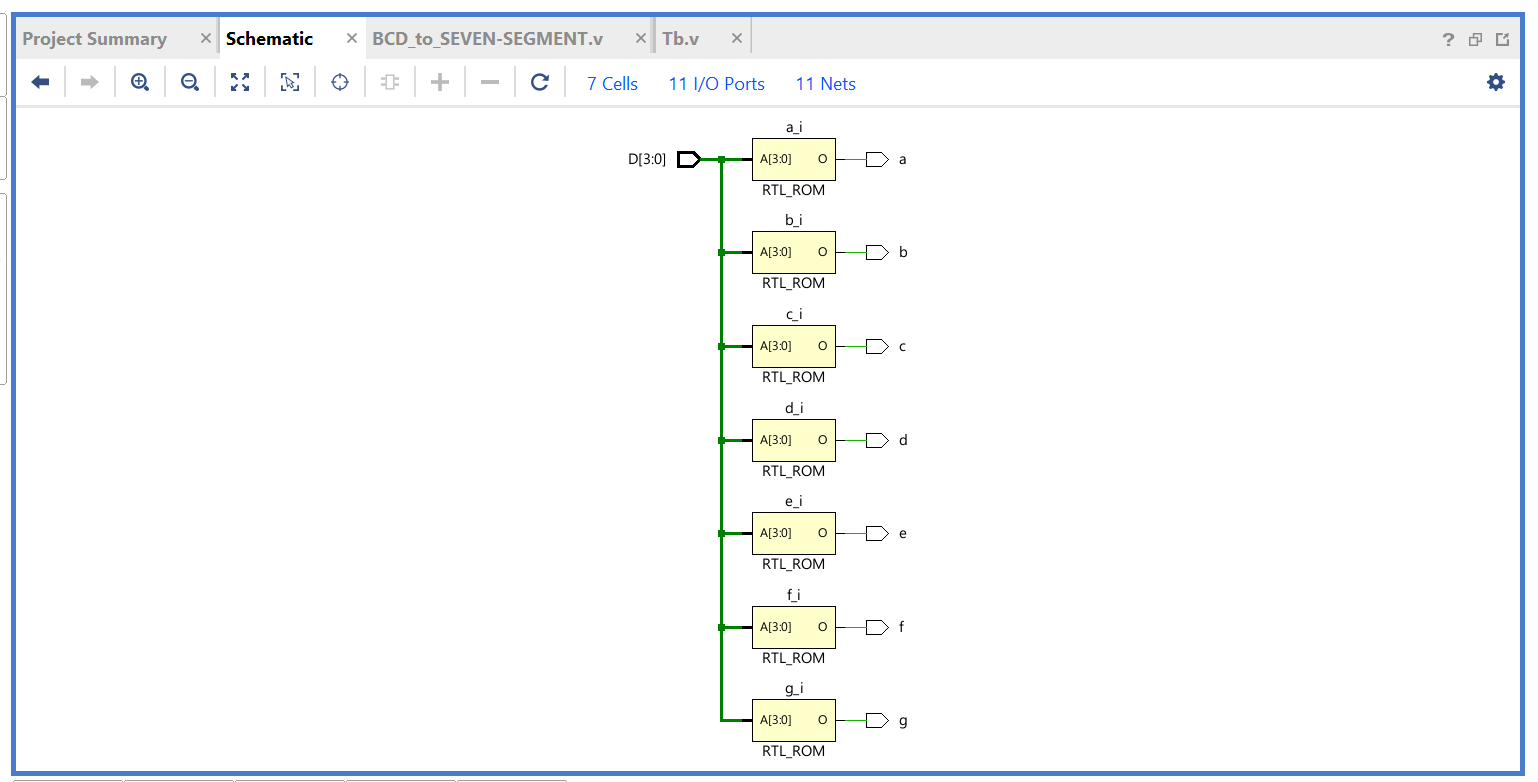 Project Summary × Schematic × BCD_to_SEVEN-SEGMENT.v × Tb.v × ?
7 Cells 11 I/O Ports 11 Nets
a_i
D[3:0] A[3:0] O a
RTL_ROM
b_i
A[3:0] O b
RTL_ROM
c_i
A[3:0] O c
RTL_ROM
d_i
A[3:0] O d
RTL_ROM
e_i
A[3:0] O e
RTL_ROM
f_i
A[3:0] O f
RTL_ROM
g_i
A[3:0] O g
RTL_ROM